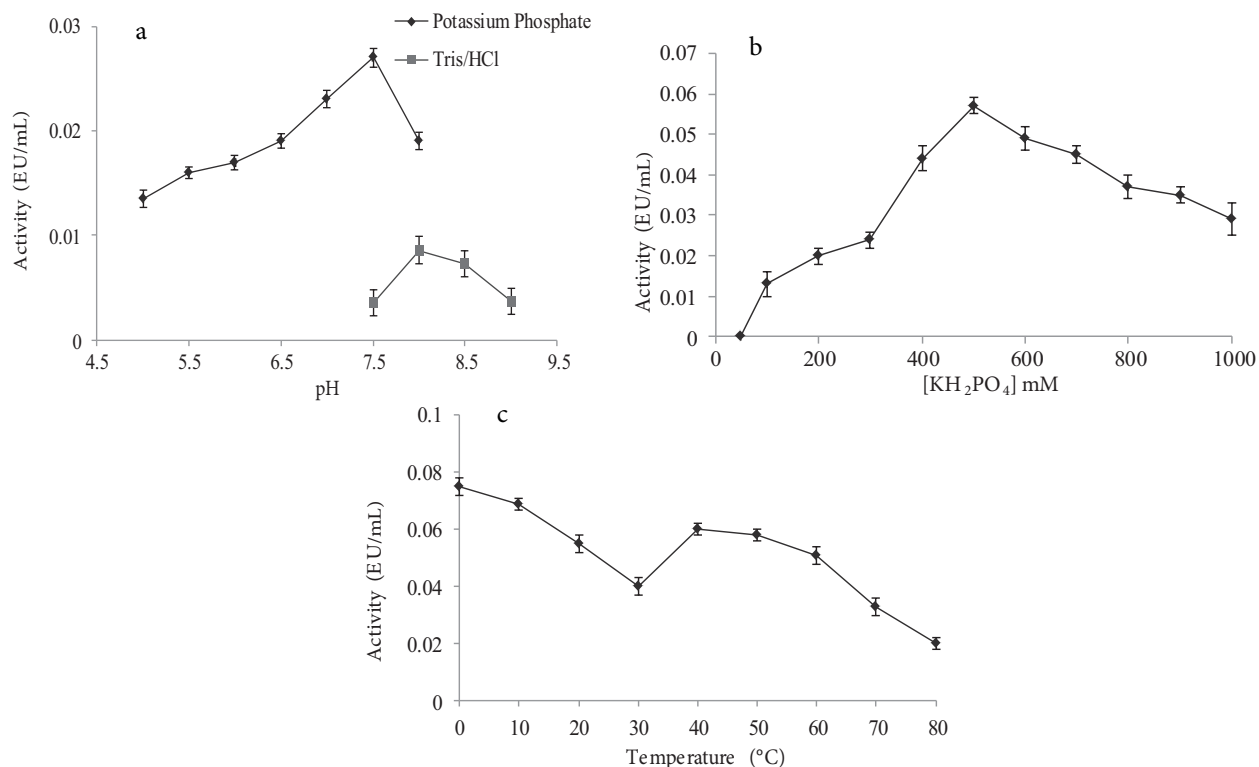 a
Potassium Phosphate
Tris/HCl
0.03
0.02
0.01
0
Activity (EU/mL)
4.5 5.5 6.5 7.5 8.5 9.5
pH
b
0.07
0.06
0.05
0.04
0.03
0.02
0.01
0
Activity (EU/mL)
0 200 400 600 800 1000
[KH₂PO₄] mM
c
0.1
0.08
0.06
0.04
0.02
0
Activity (EU/mL)
0 10 20 30 40 50 60 70 80
Temperature (°C)